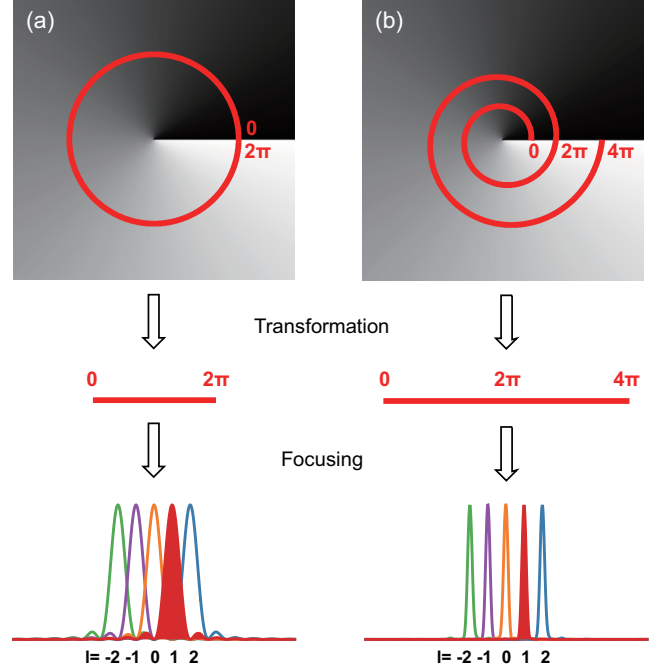 (a)
(b)
0
2π
0
2π
4π
Transformation
0
2π
0
2π
4π
Focusing
l= -2 -1 0 1 2
l= -2 -1 0 1 2